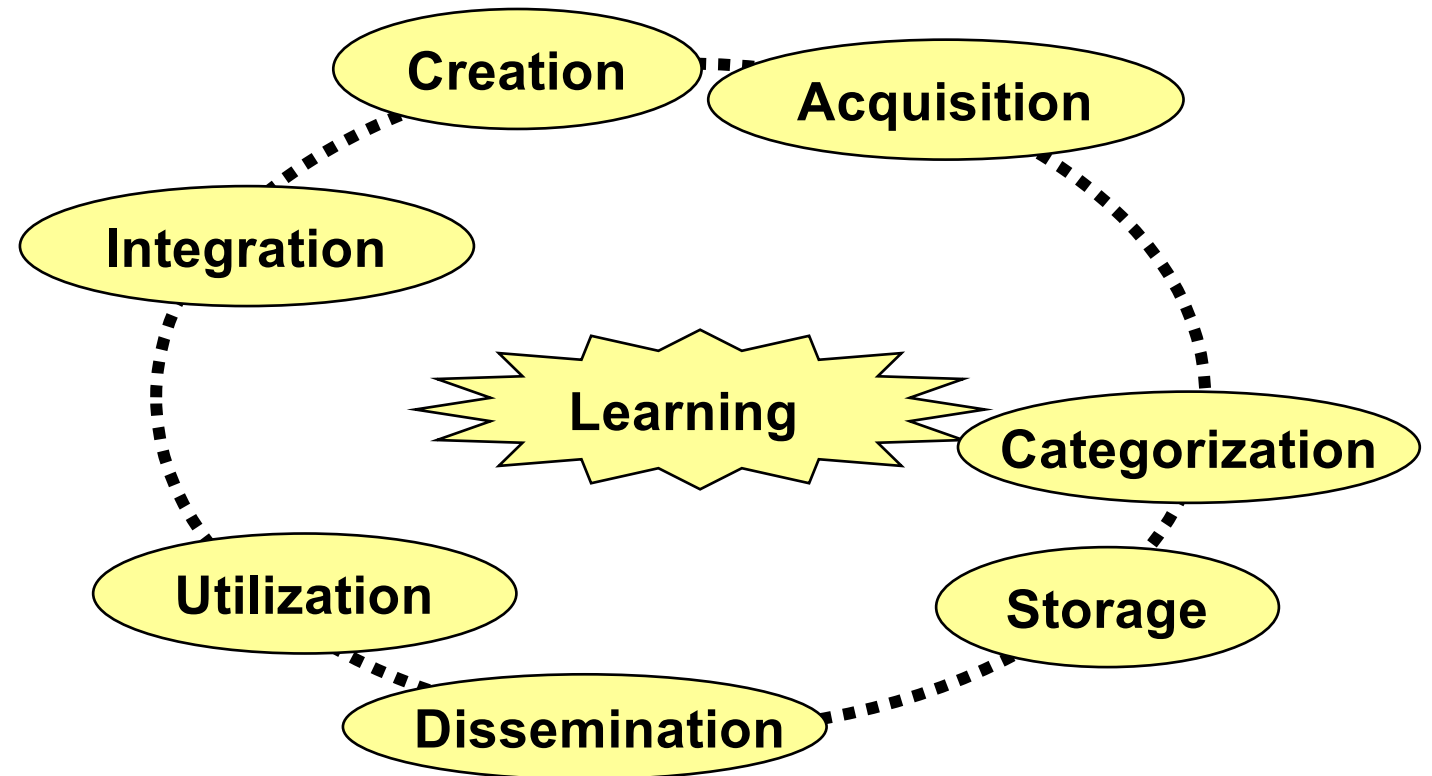 Creation
Acquisition
Integration
Learning
Categorization
Utilization
Storage
Dissemination